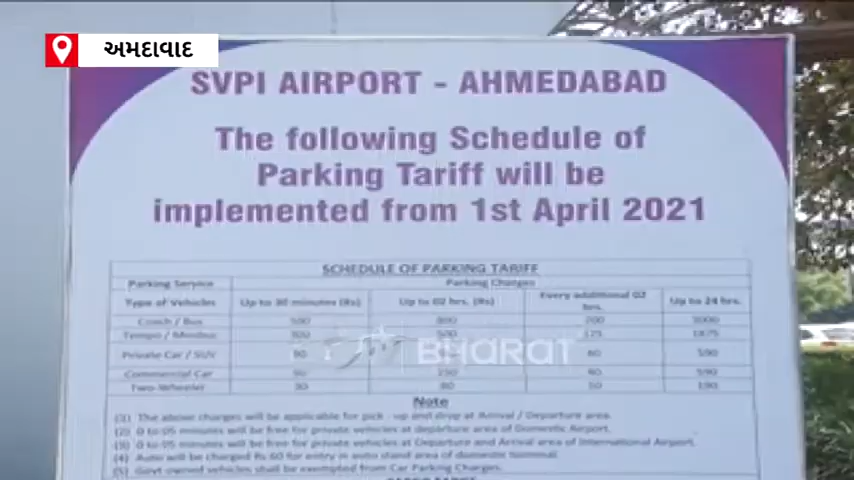 અમદાવાદ
SVPI AIRPORT - AHMEDABAD
The following Schedule of
Parking Tariff will be
implemented from 1st April 2021
SCHEDULE OF PARKING TARIFF
Parking Service Parking Charges
Type of Vehicles Up to 30 minutes (Rs) Up to 02 hrs. (Rs) Every additional 02 hrs. Up to 24 hrs.
Coach / Bus 500 800 200 3000
Tempo / Minibus 300 500 125 1875
Private Car / SUV 90 60 590
Commercial Car 90 250 60 590
Two-Wheeler 30 80 10 190
BHARAT
Note
(1) The above charges will be applicable for pick - up and drop at Arrival / Departure area.
(2) 0 to 05 minutes will be free for private vehicles at departure area of Domestic Airport.
(3) 0 to 05 minutes will be free for private vehicles at Departure and Arrival area of International Airport.
(4) Auto will be charged Rs 60 for entry in auto stand area of domestic terminal.
(5) Govt owned vehicles shall be exempted from Car Parking Charges.